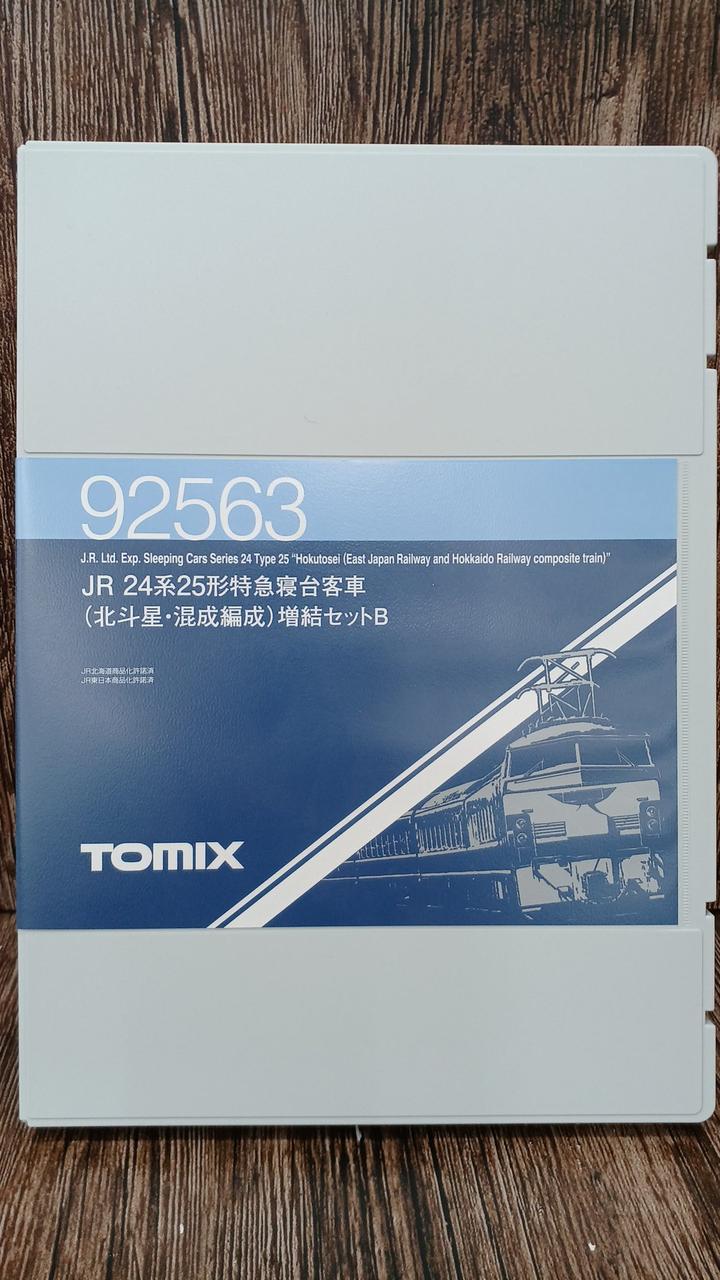 92563
J.R. Ltd. Exp. Sleeping Cars Series 24 Type 25 "Hokutosei (East Japan Railway and Hokkaido Railway composite train)"
JR 24系25形特急寝台客車
(北斗星・混成編成)増結セットB
JR北海道商品化許諾済
JR東日本商品化許諾済
TOMIX